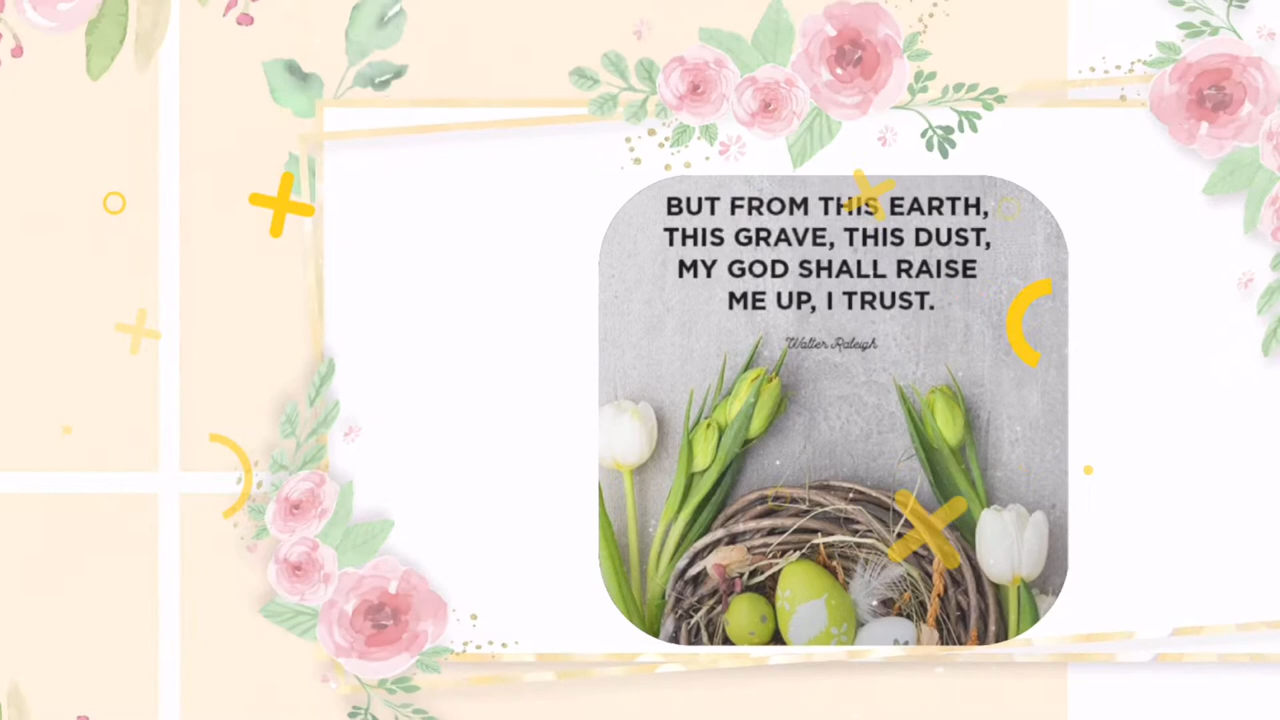 BUT FROM THIS EARTH,
THIS GRAVE, THIS DUST,
MY GOD SHALL RAISE
ME UP, I TRUST.
Walter Raleigh